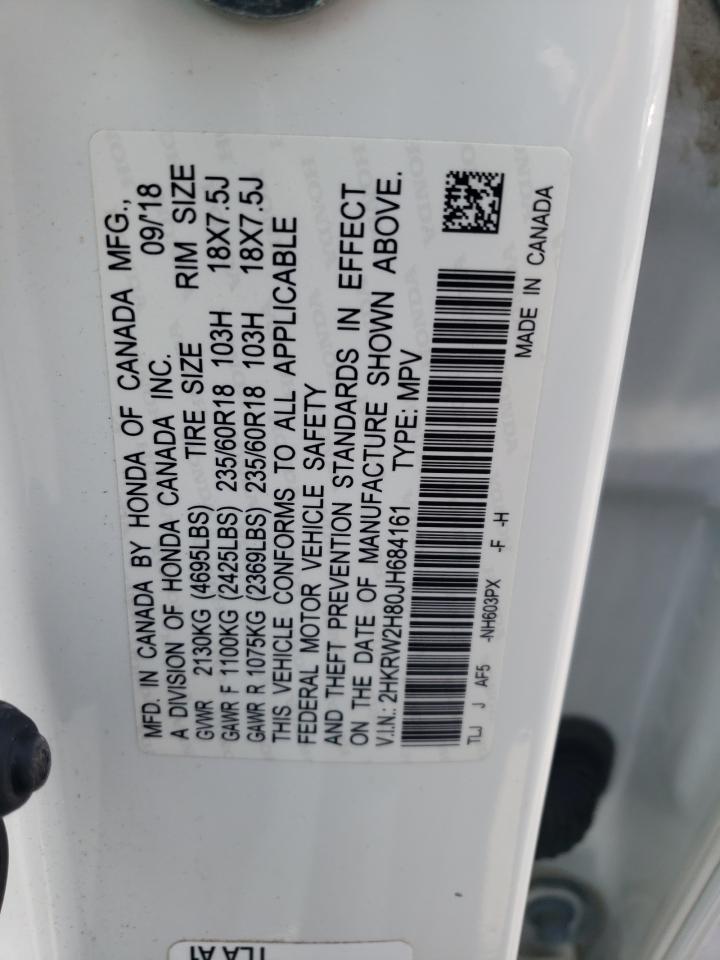 MFD. IN CANADA BY HONDA OF CANADA MFG.,
A DIVISION OF HONDA CANADA INC. 09/'18
GVWR 2130KG (4695LBS) TIRE SIZE RIM SIZE
GAWR F 1100KG (2425LBS) 235/60R18 103H 18X7.5J
GAWR R 1075KG (2369LBS) 235/60R18 103H 18X7.5J
THIS VEHICLE CONFORMS TO ALL APPLICABLE
FEDERAL MOTOR VEHICLE SAFETY
AND THEFT PREVENTION STANDARDS IN EFFECT
ON THE DATE OF MANUFACTURE SHOWN ABOVE.
V.I.N.: 2HKRW2H80JH684161 TYPE: MPV
TLJ J AF5 -NH603PX -F -H
MADE IN CANADA